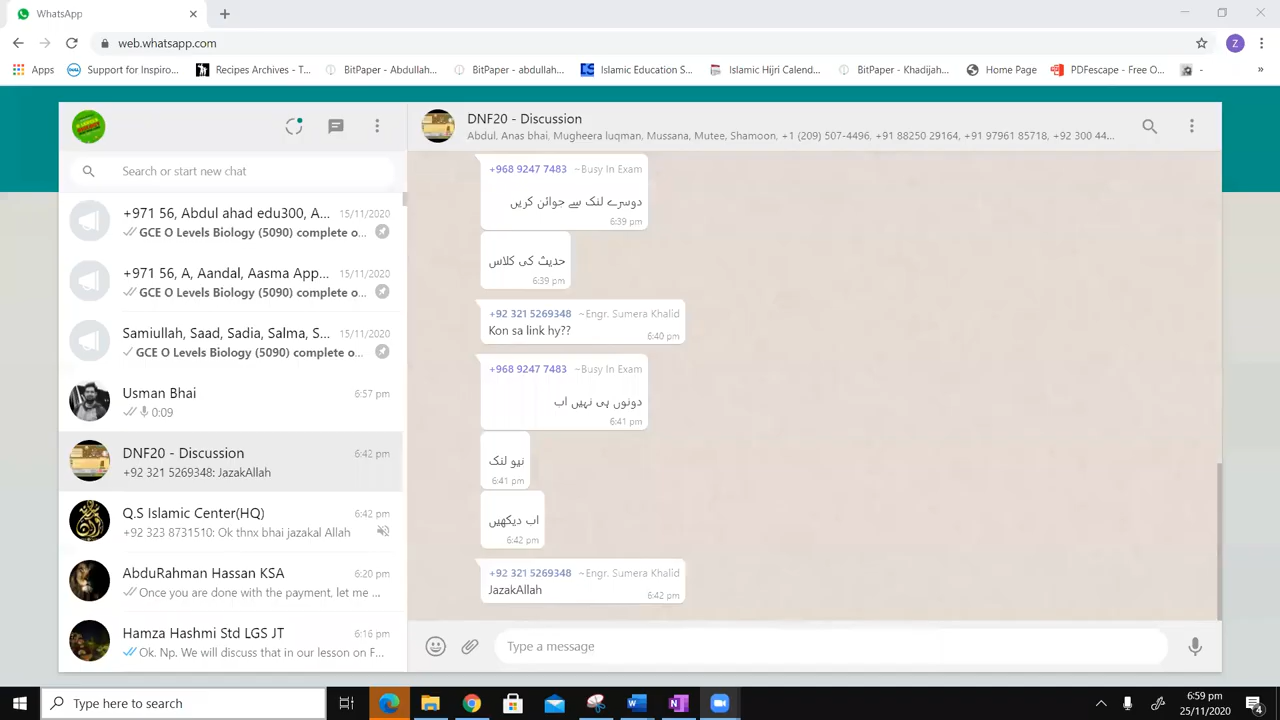 WhatsApp
web.whatsapp.com
Z
Apps
Support for Inspiro...
Recipes Archives - T...
BitPaper - Abdullah...
BitPaper - abdullah...
Islamic Education S...
Islamic Hijri Calend...
BitPaper - Khadijah...
Home Page
PDFescape - Free O...
-
»
Search or start new chat
+971 56, Abdul ahad edu300, A...
15/11/2020
GCE O Levels Biology (5090) complete o...
+971 56, A, Aandal, Aasma App...
15/11/2020
GCE O Levels Biology (5090) complete o...
Samiullah, Saad, Sadia, Salma, S...
15/11/2020
GCE O Levels Biology (5090) complete o...
Usman Bhai
6:57 pm
0:09
DNF20 - Discussion
6:42 pm
+92 321 5269348: JazakAllah
Q.S Islamic Center(HQ)
6:42 pm
+92 323 8731510: Ok thnx bhai jazakal Allah
AbduRahman Hassan KSA
6:20 pm
Once you are done with the payment, let me ...
Hamza Hashmi Std LGS JT
6:16 pm
Ok. Np. We will discuss that in our lesson on F...
DNF20 - Discussion
Abdul, Anas bhai, Mugheera luqman, Mussana, Mutee, Shamoon, +1 (209) 507-4496, +91 88250 29164, +91 97961 85718, +92 300 44...
+968 9247 7483 ~Busy In Exam
دوسرے لنک سے جوائن کریں
6:39 pm
حدیث کی کلاس
6:39 pm
+92 321 5269348 ~Engr. Sumera Khalid
Kon sa link hy??
6:40 pm
+968 9247 7483 ~Busy In Exam
دونوں ہی نہیں اب
6:41 pm
نیو لنک
6:41 pm
اب دیکھیں
6:42 pm
+92 321 5269348 ~Engr. Sumera Khalid
JazakAllah
6:42 pm
Type a message
Type here to search
6:59 pm
25/11/2020
4